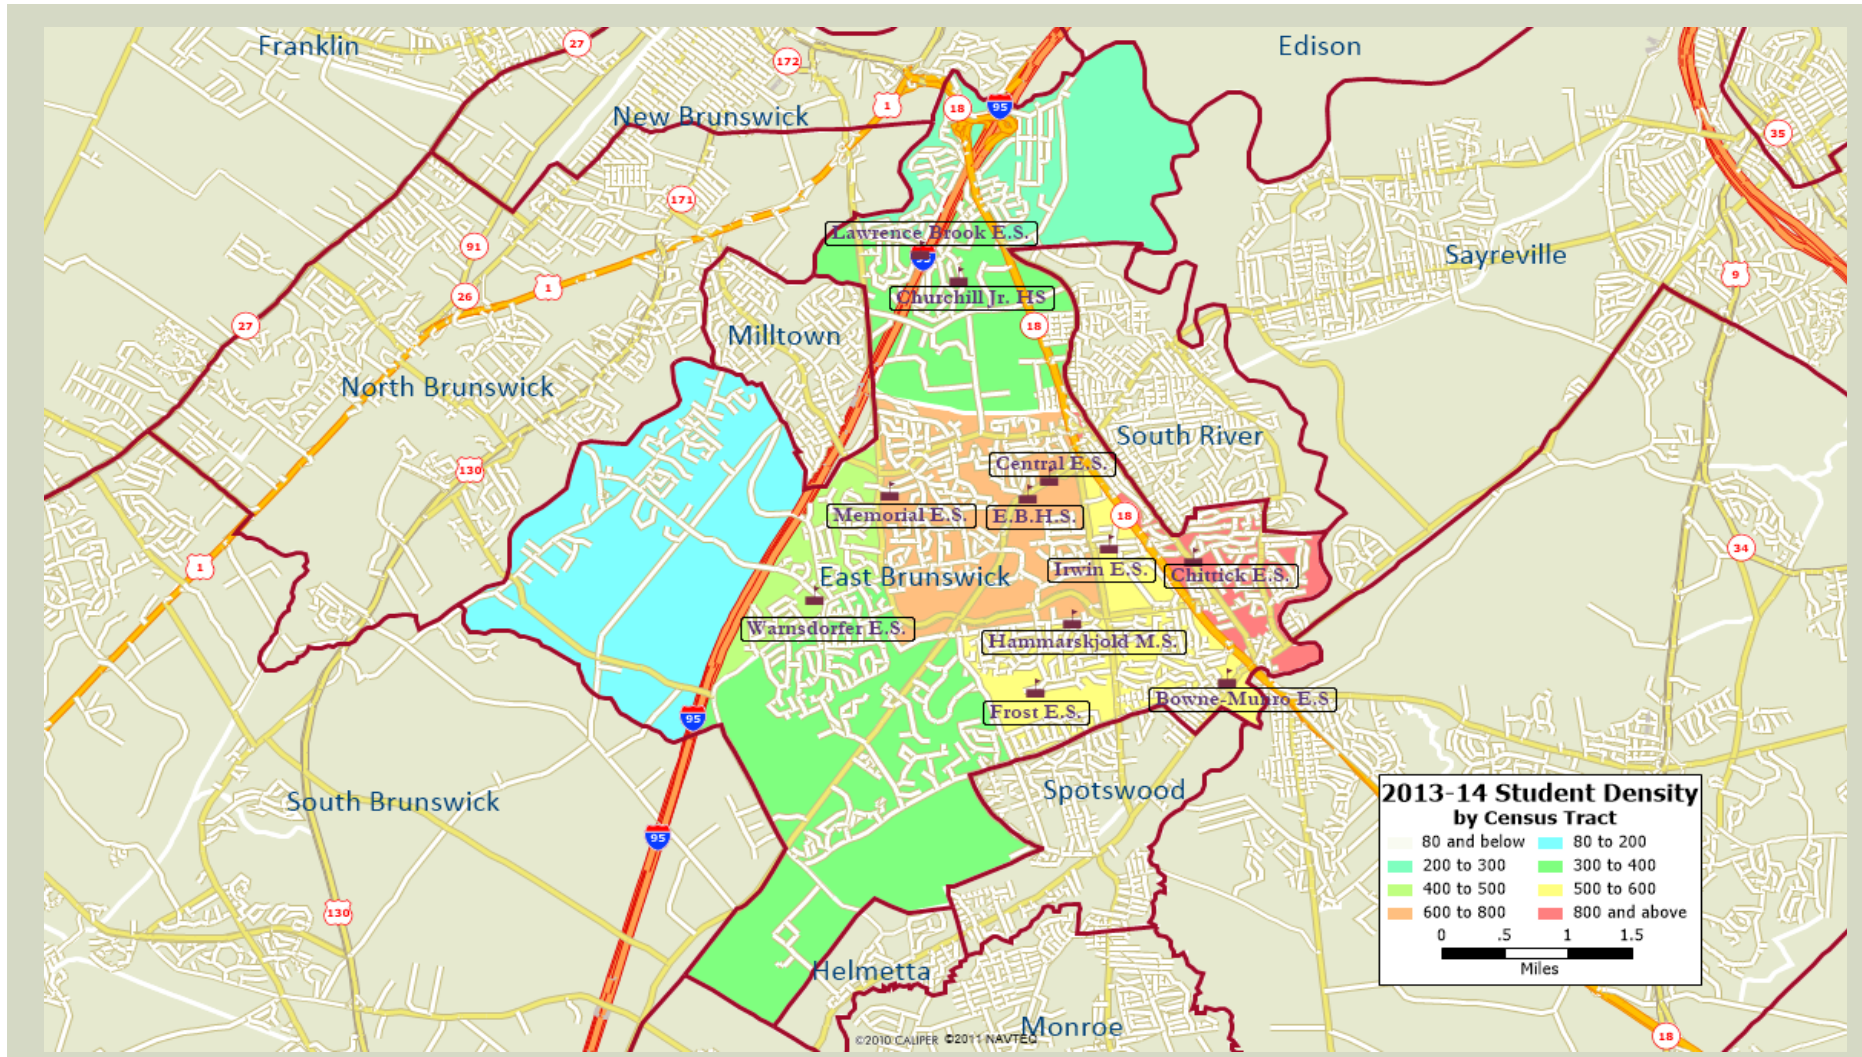 Franklin
27
Edison
172
1
18
95
New Brunswick
35
171
Lawrence Brook E.S.
91
Sayreville
95
9
26
1
Churchill Jr. HS
27
18
Milltown
North Brunswick
South River
130
Central E.S.
Memorial E.S.
E.B.H.S.
18
34
1
Irwin E.S.
Chittick E.S.
East Brunswick
Warnsdorfer E.S.
Hammarskjold M.S.
Bowne-Munro E.S
Frost E.S.
95
Spotswood
South Brunswick
95
130
Helmetta
Monroe
18
2013-14 Student Density
by Census Tract
80 and below 80 to 200
200 to 300 300 to 400
400 to 500 500 to 600
600 to 800 800 and above
0 .5 1 1.5
Miles
©2010 CALIPER ©2011 NAVTEQ